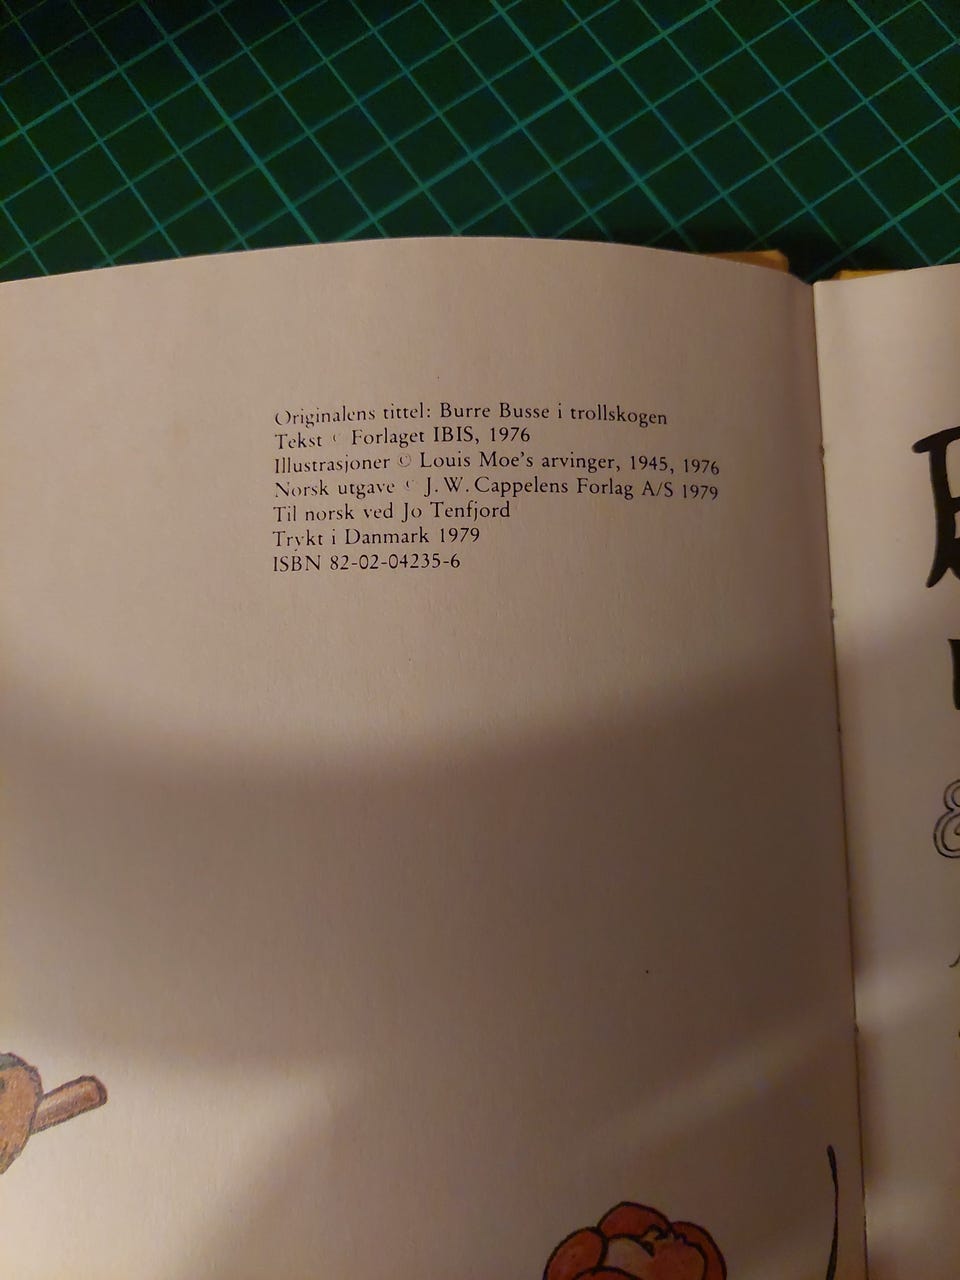 Originalens tittel: Burre Busse i trollskogen
Tekst © Forlaget IBIS, 1976
Illustrasjoner © Louis Moe's arvinger, 1945, 1976
Norsk utgave © J. W. Cappelens Forlag A/S 1979
Til norsk ved Jo Tenfjord
Trykt i Danmark 1979
ISBN 82-02-04235-6
&